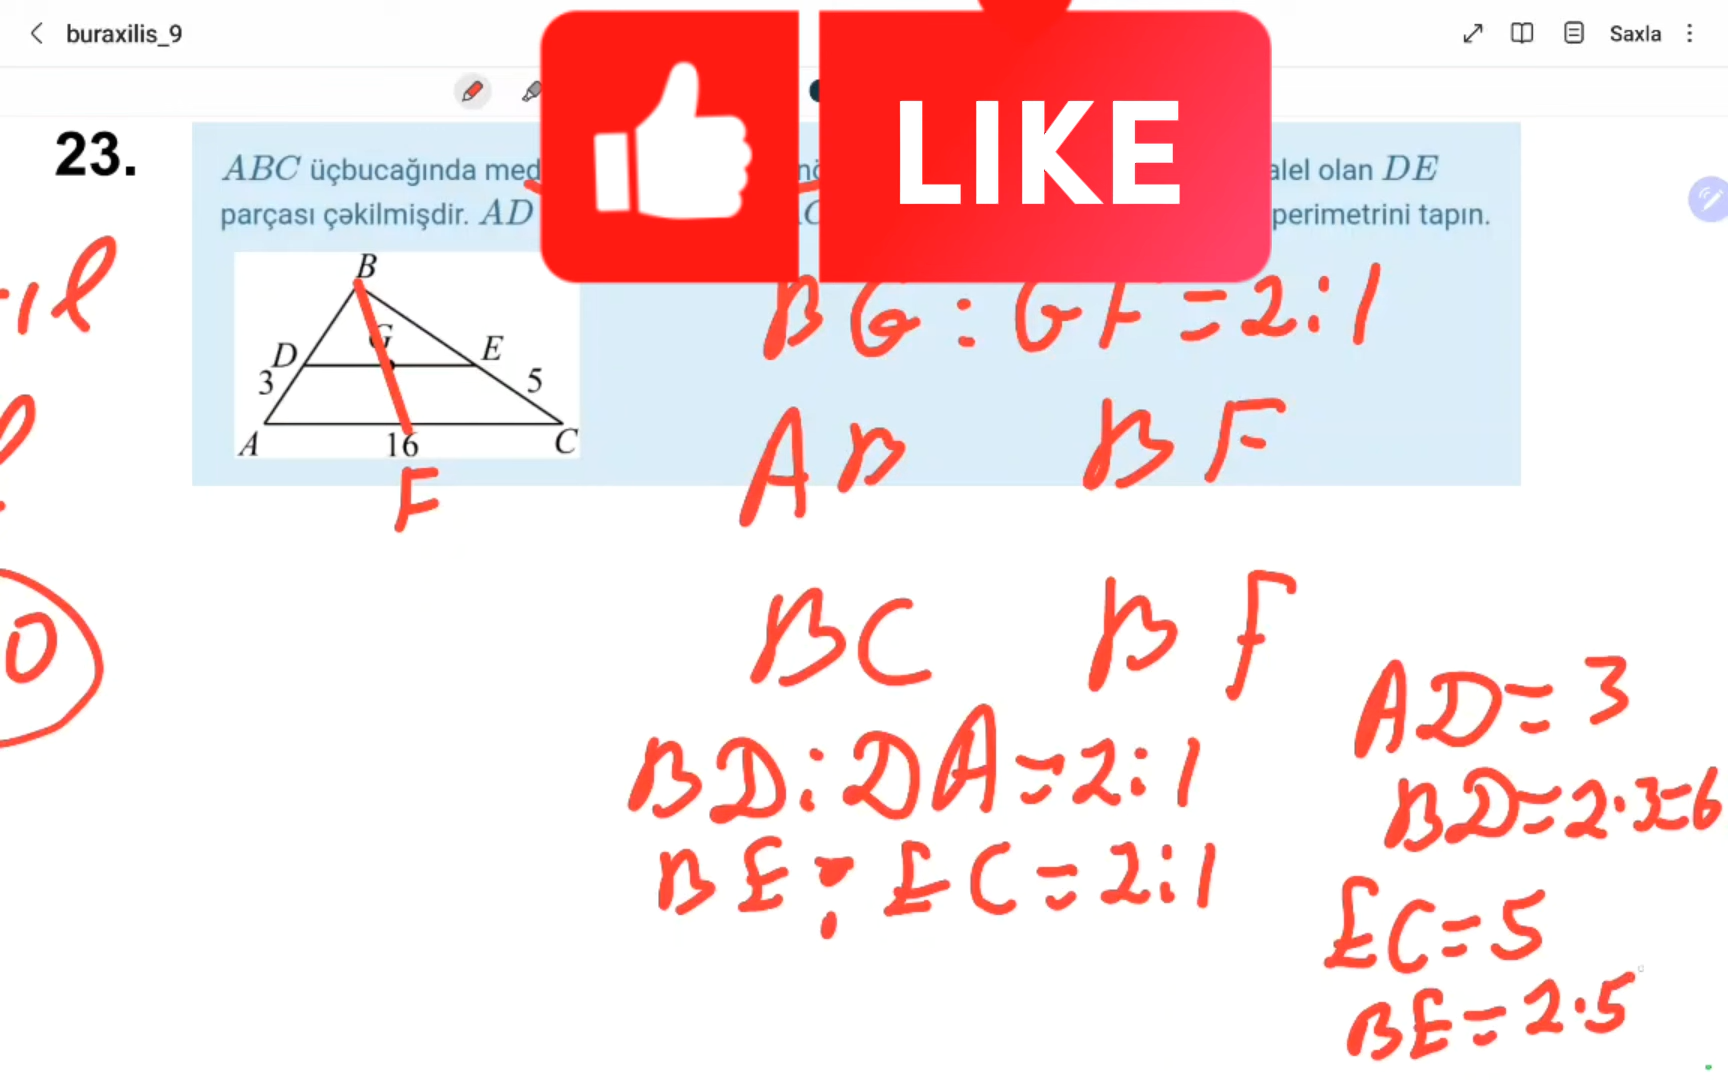 buraxilis_9
Saxla
LIKE
23.
ABC üçbucağında alel olan DE
parçası çəkilmişdir. AD perimetrini tapın.
B
G
D
E
3
5
A
16
C
F
BG : GF = 2:1
AB BF
BC BF
AD = 3
BD : DA = 2:1
BD = 2·3=6
BE : EC = 2:1
EC = 5
BE = 2·5
0